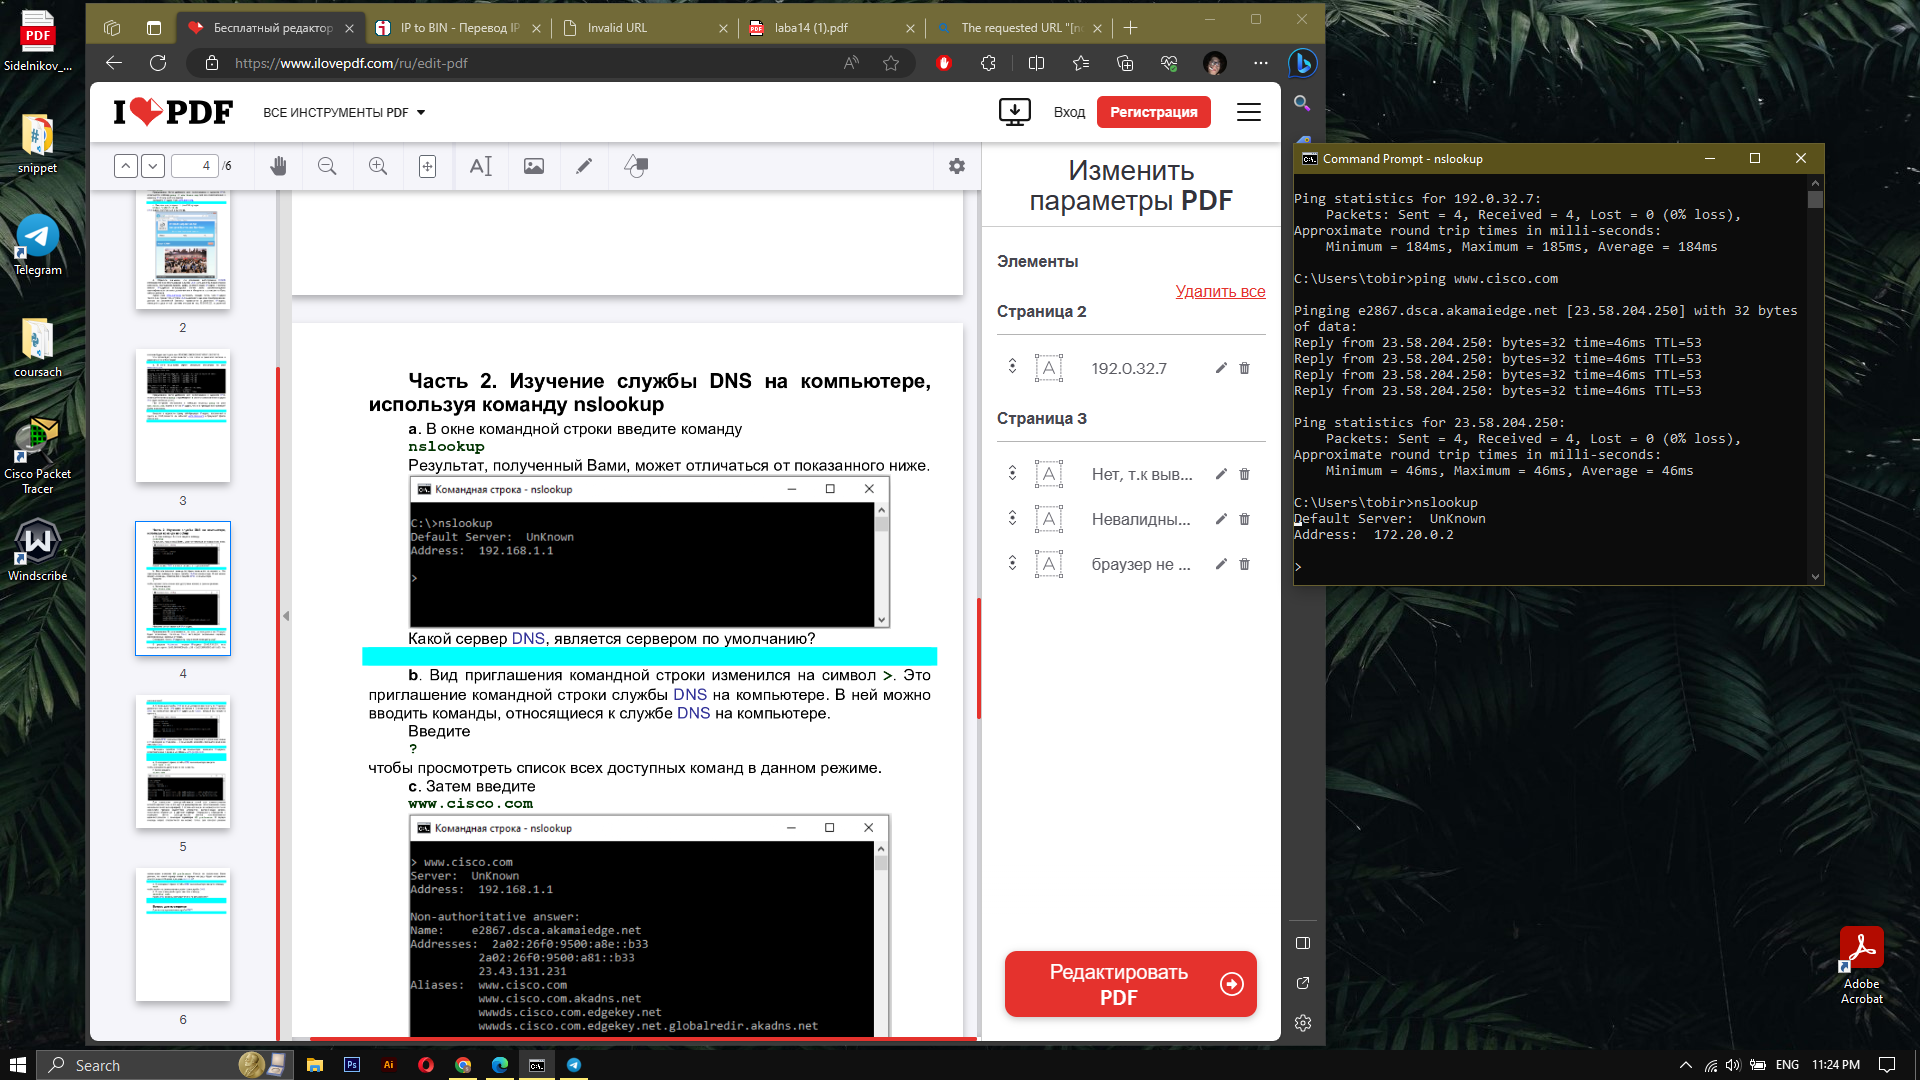 Sidelnikov_...
snippet
Telegram
coursach
Cisco Packet
Tracer
Windscribe
Adobe
Acrobat
Бесплатный редактор
IP to BIN - Перевод IP
Invalid URL
laba14 (1).pdf
The requested URL "[n
https://www.ilovepdf.com/ru/edit-pdf
I PDF
ВСЕ ИНСТРУМЕНТЫ PDF
Вход
Регистрация
4 /6
2
3
4
5
6
Часть 2. Изучение службы DNS на компьютере,
используя команду nslookup
a. В окне командной строки введите команду
nslookup
Результат, полученный Вами, может отличаться от показанного ниже.
Командная строка - nslookup
C:\>nslookup
Default Server:  UnKnown
Address:  192.168.1.1
>
Какой сервер DNS, является сервером по умолчанию?
b. Вид приглашения командной строки изменился на символ >. Это
приглашение командной строки службы DNS на компьютере. В ней можно
вводить команды, относящиеся к службе DNS на компьютере.
Введите
?
чтобы просмотреть список всех доступных команд в данном режиме.
c. Затем введите
www.cisco.com
Командная строка - nslookup
> www.cisco.com
Server:  UnKnown
Address:  192.168.1.1
Non-authoritative answer:
Name:    e2867.dsca.akamaiedge.net
Addresses:  2a02:26f0:9500:a8e::b33
2a02:26f0:9500:a81::b33
23.43.131.231
Aliases:  www.cisco.com
www.cisco.com.akadns.net
wwwds.cisco.com.edgekey.net
wwwds.cisco.com.edgekey.net.globalredir.akadns.net
Изменить
параметры PDF
Элементы
Удалить все
Страница 2
192.0.32.7
Страница 3
Нет, т.к выв...
Невалидны...
браузер не ...
Редактировать
PDF
Command Prompt - nslookup
Ping statistics for 192.0.32.7:
Packets: Sent = 4, Received = 4, Lost = 0 (0% loss),
Approximate round trip times in milli-seconds:
Minimum = 184ms, Maximum = 185ms, Average = 184ms
C:\Users\tobir>ping www.cisco.com
Pinging e2867.dsca.akamaiedge.net [23.58.204.250] with 32 bytes
of data:
Reply from 23.58.204.250: bytes=32 time=46ms TTL=53
Reply from 23.58.204.250: bytes=32 time=46ms TTL=53
Reply from 23.58.204.250: bytes=32 time=46ms TTL=53
Reply from 23.58.204.250: bytes=32 time=46ms TTL=53
Ping statistics for 23.58.204.250:
Packets: Sent = 4, Received = 4, Lost = 0 (0% loss),
Approximate round trip times in milli-seconds:
Minimum = 46ms, Maximum = 46ms, Average = 46ms
C:\Users\tobir>nslookup
Default Server:  UnKnown
Address:  172.20.0.2
>
Search
ENG
11:24 PM